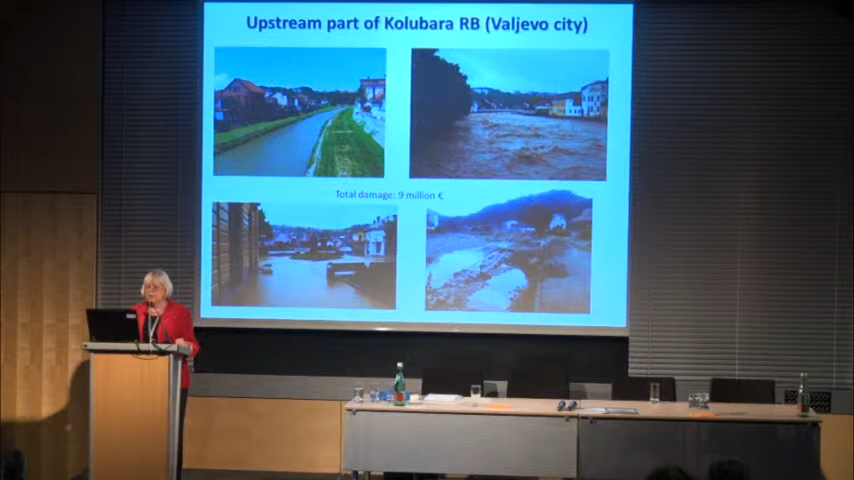 Upstream part of Kolubara RB (Valjevo city)
Total damage: 9 million €